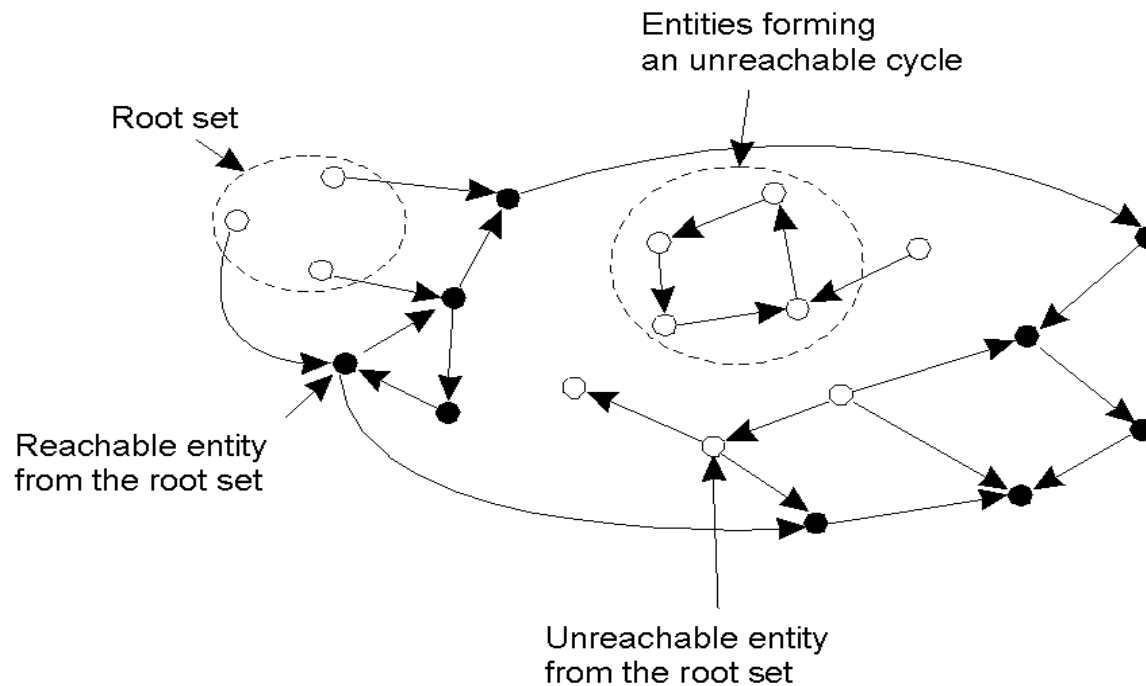 Entities forming
an unreachable cycle
Root set
Reachable entity
from the root set
Unreachable entity
from the root set